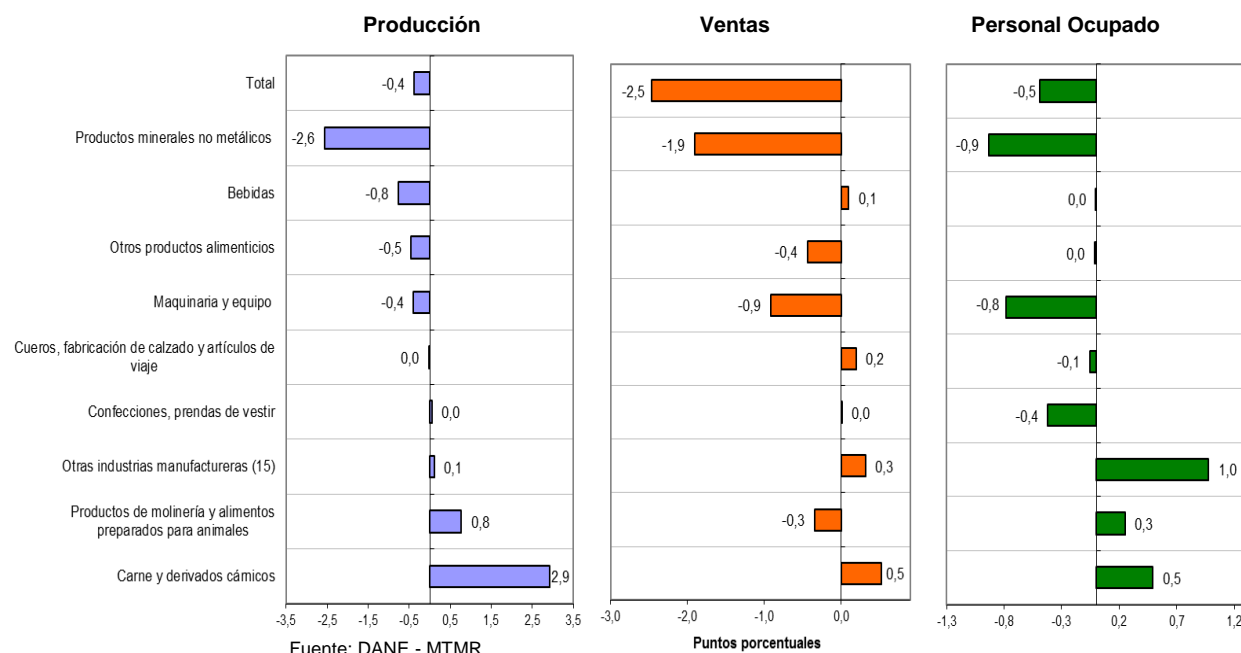 Producción Ventas Personal Ocupado
Total -0,4 -2,5 -0,5
Productos minerales no metálicos -2,6 -1,9 -0,9
Bebidas -0,8 0,1 0,0
Otros productos alimenticios -0,5 -0,4 0,0
Maquinaria y equipo -0,4 -0,9 -0,8
Cueros, fabricación de calzado y artículos de
viaje 0,0 0,2 -0,1
Confecciones, prendas de vestir 0,0 0,0 -0,4
Otras industrias manufactureras (15) 0,1 0,3 1,0
Productos de molinería y alimentos
preparados para animales 0,8 -0,3 0,3
Carne y derivados cárnicos 2,9 0,5 0,5
-3,5 -2,5 -1,5 -0,5 0,5 1,5 2,5 3,5 -3,0 -2,0 -1,0 0,0 -1,3 -0,8 -0,3 0,2 0,7 1,2
Fuente: DANE - MTMR Puntos porcentuales